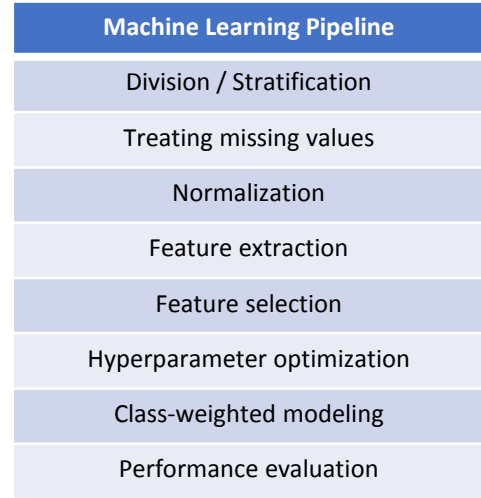 Machine Learning Pipeline
Division / Stratification
Treating missing values
Normalization
Feature extraction
Feature selection
Hyperparameter optimization
Class-weighted modeling
Performance evaluation